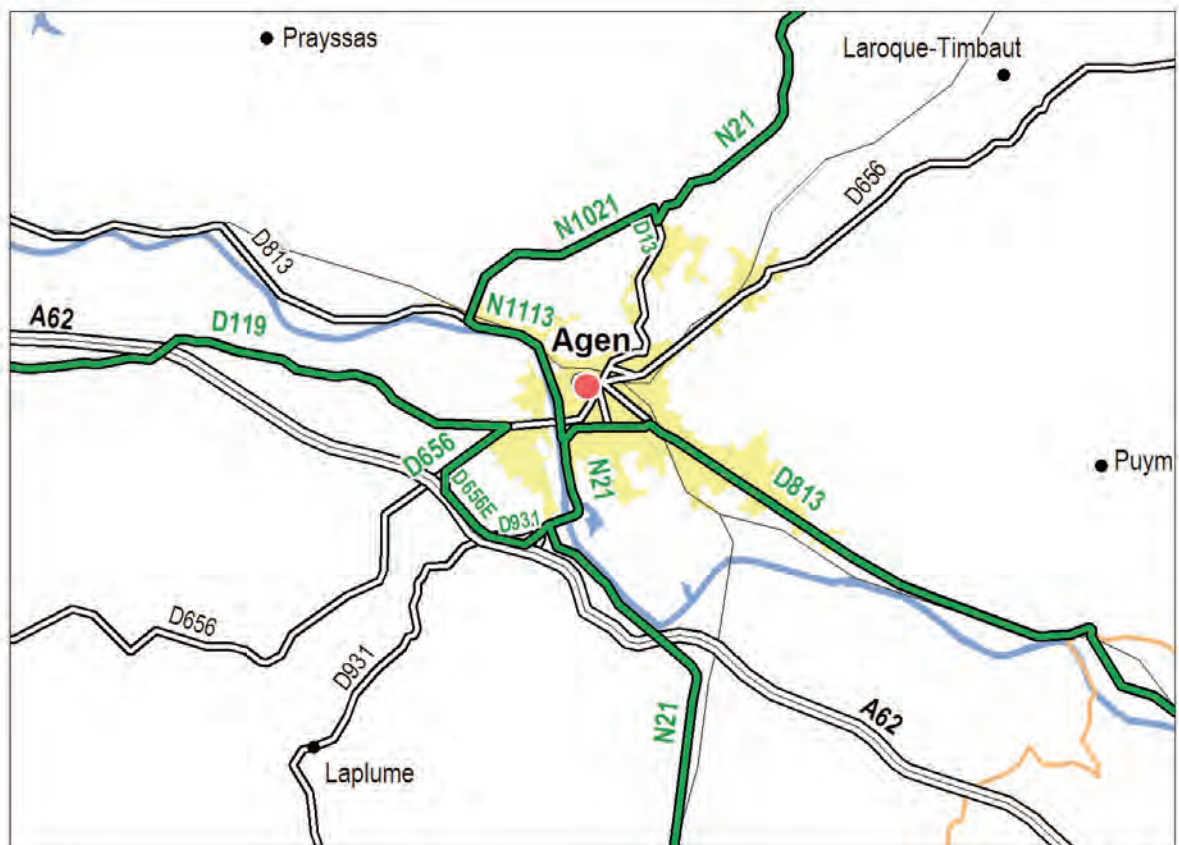 Prayssas
Laroque-Timbaut
N21
D656
N1021
D13
D813
N1113
A62
D119
Agen
D656
Puym
D656E
N21
D813
D931
D656
D931
N21
A62
Laplume